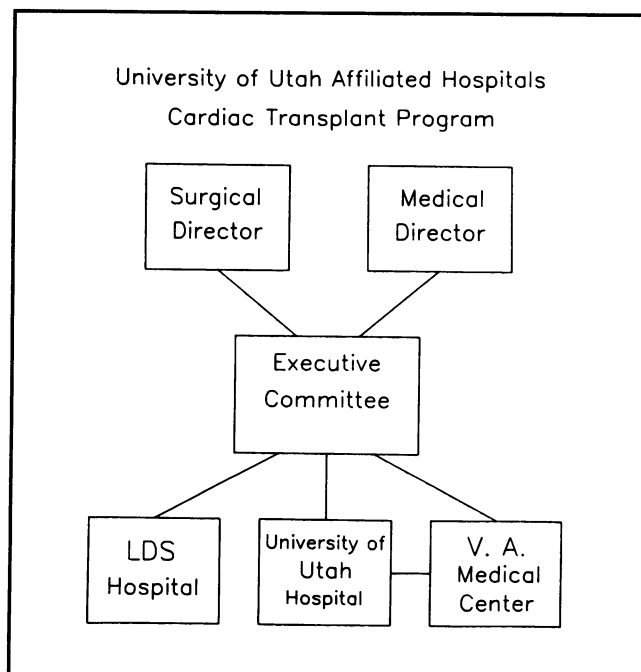 University of Utah Affiliated Hospitals
Cardiac Transplant Program
Surgical
Director
Medical
Director
Executive
Committee
LDS
Hospital
University of
Utah
Hospital
V. A.
Medical
Center